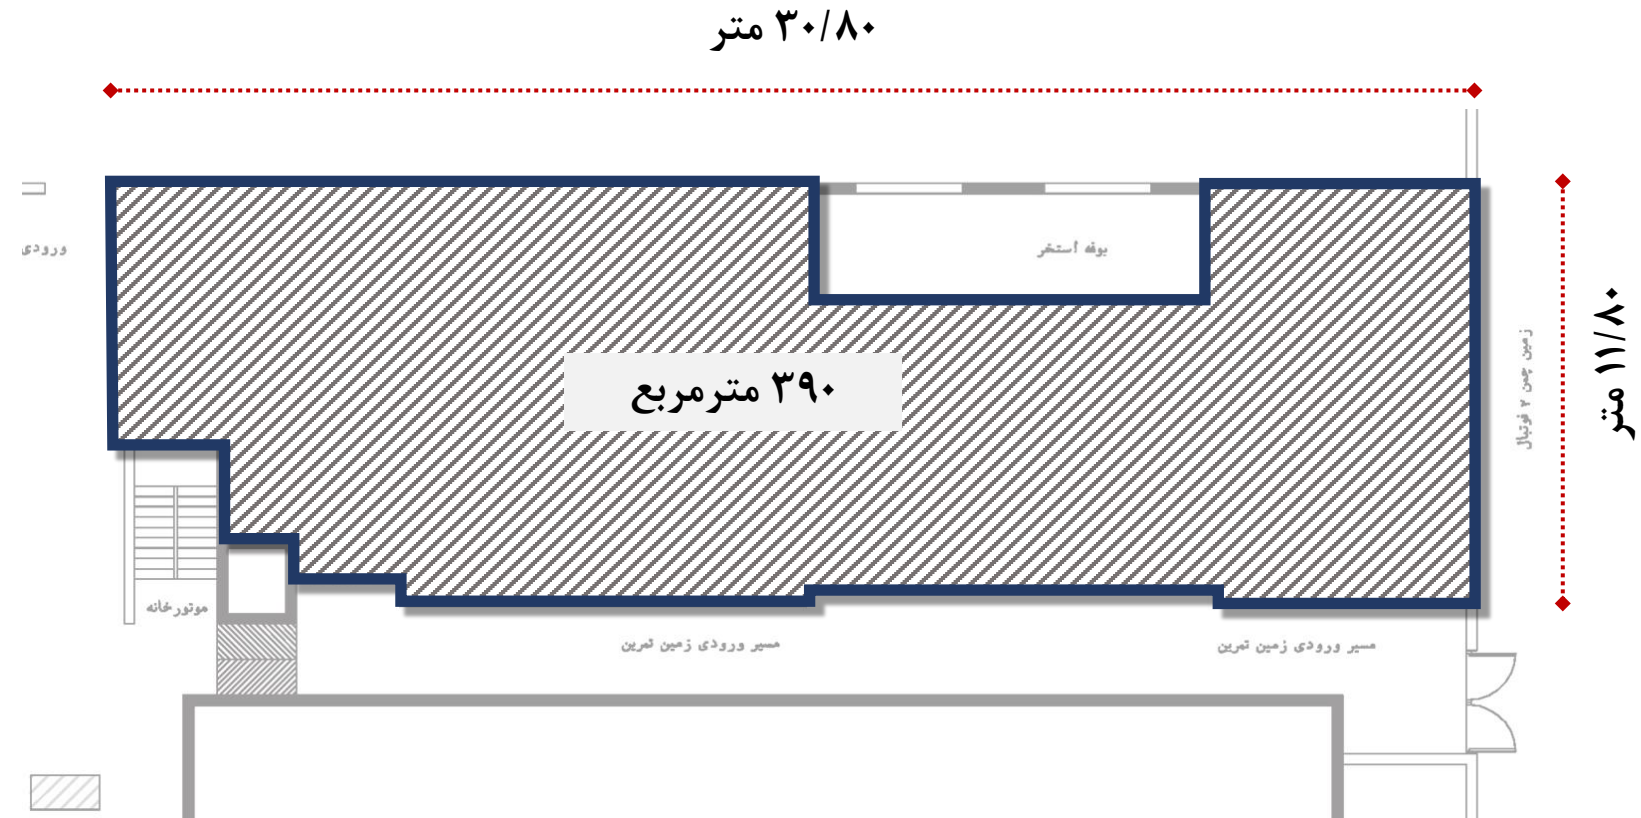 ۳۰/۸۰ متر
ورودی
بوفه استخر
۱۱/۸۰ متر
زمین چمن ۲ فوتبال
۳۹۰ مترمربع
موتورخانه
مسیر ورودی زمین تمرین
مسیر ورودی زمین تمرین